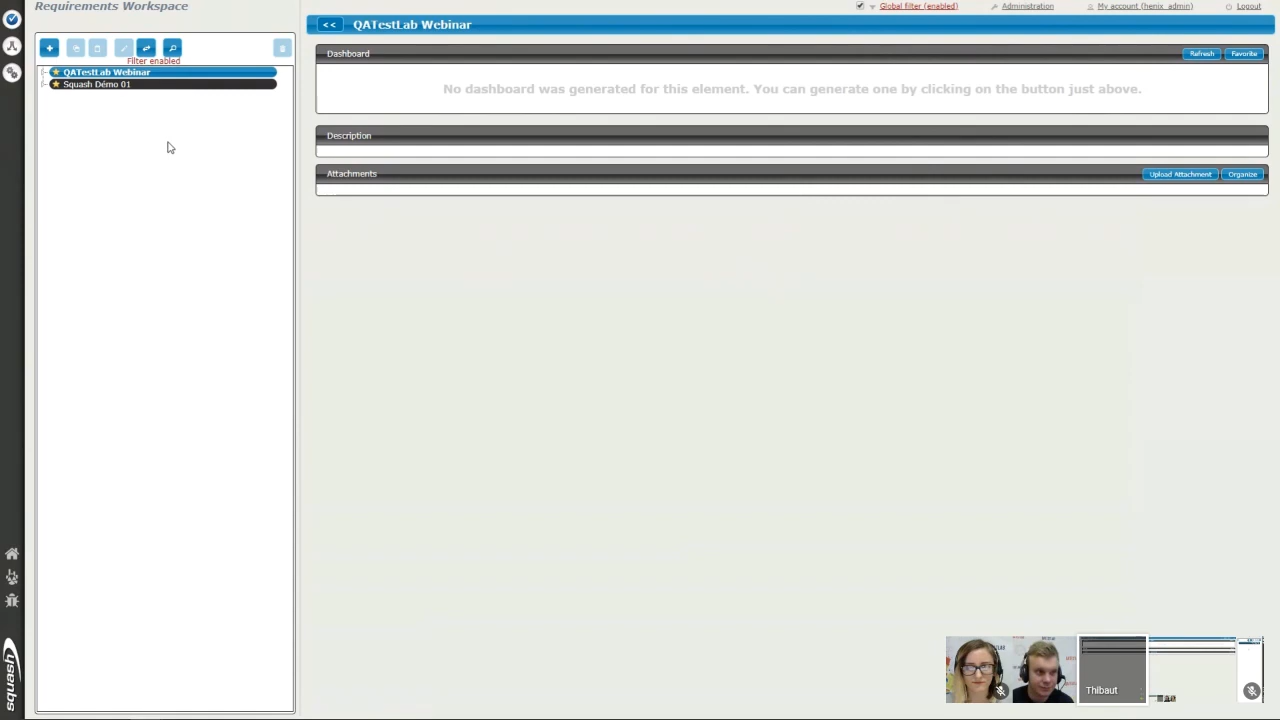 Requirements Workspace
Global filter (enabled)
Administration
My account (henix_admin)
Logout
<<
QATestLab Webinar
Filter enabled
QATestLab Webinar
Squash Démo 01
Dashboard
Refresh
Favorite
No dashboard was generated for this element. You can generate one by clicking on the button just above.
Description
Attachments
Upload Attachment
Organize
squash
Thibaut